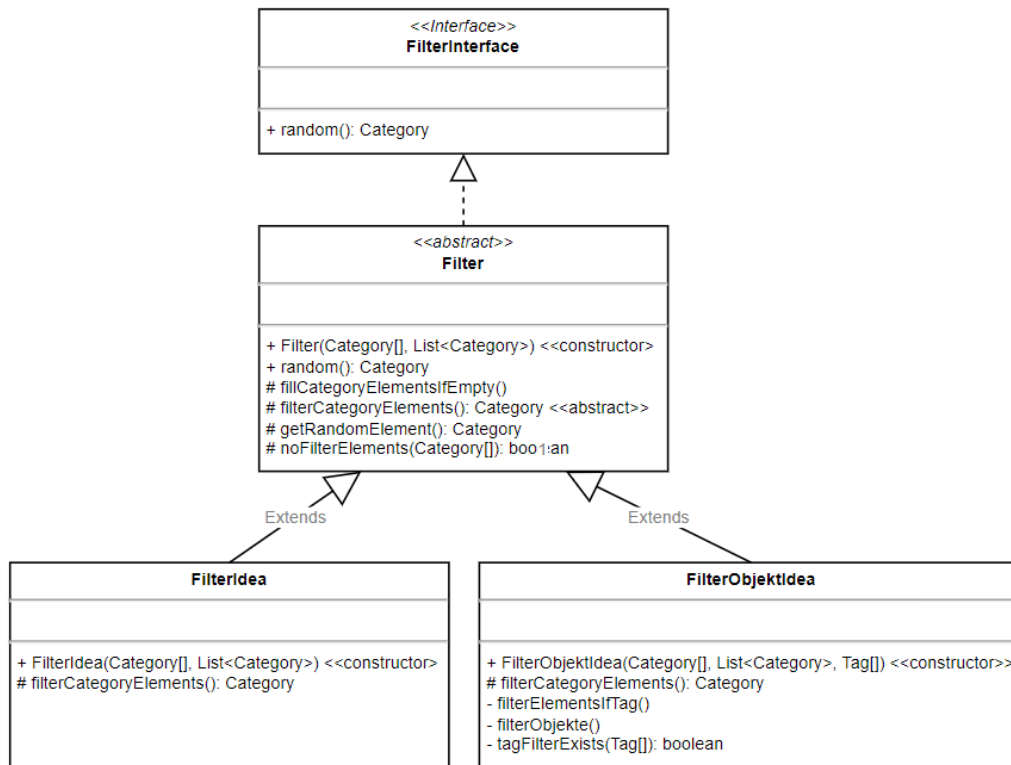 <<Interface>>
FilterInterface
+ random(): Category
<<abstract>>
Filter
+ Filter(Category[], List<Category>) <<constructor>
+ random(): Category
# fillCategoryElementsIfEmpty()
# filterCategoryElements(): Category <<abstract>>
# getRandomElement(): Category
# noFilterElements(Category[]):
Extends
Extends
FilterIdea
+ FilterIdea(Category[], List<Category>) <<constructor>
# filterCategoryElements(): Category
FilterObjektIdea
+ FilterObjektIdea(Category[], List<Category>, Tag[]) <<constructor>>
# filterCategoryElements(): Category
- filterElementsIfTag()
- filterObjekte()
- tagFilterExists(Tag[]): boolean